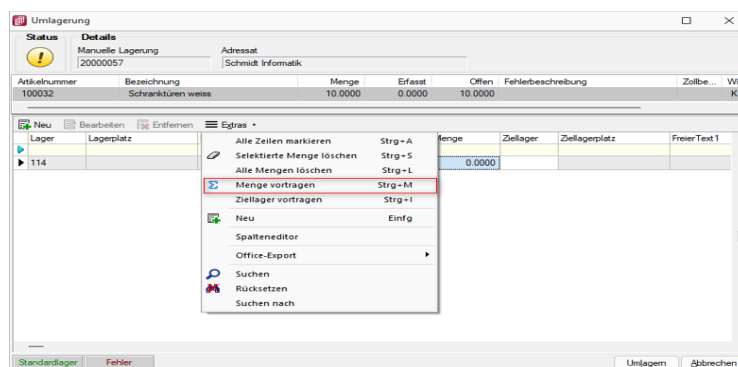 Umlagerung
Status Details
Manuelle Lagerung Adressat
20000057 Schmidt Informatik
Artikelnummer Bezeichnung Menge Erfasst Offen Fehlerbeschreibung Zollbe... W
100032 Schranktüren weiss 10.0000 0.0000 10.0000 K
Neu Bearbeiten Entfernen Extras
Lager Lagerplatz Menge Ziellager Ziellagerplatz FreierText1
114 0.0000
Alle Zeilen markieren Strg+A
Selektierte Menge löschen Strg+S
Alle Mengen löschen Strg+L
Menge vortragen Strg+M
Ziellager vortragen Strg+I
Neu Einfg
Spalteneditor
Office-Export
Suchen
Rücksetzen
Suchen nach
Standardlager Fehler Umlagern Abbrechen